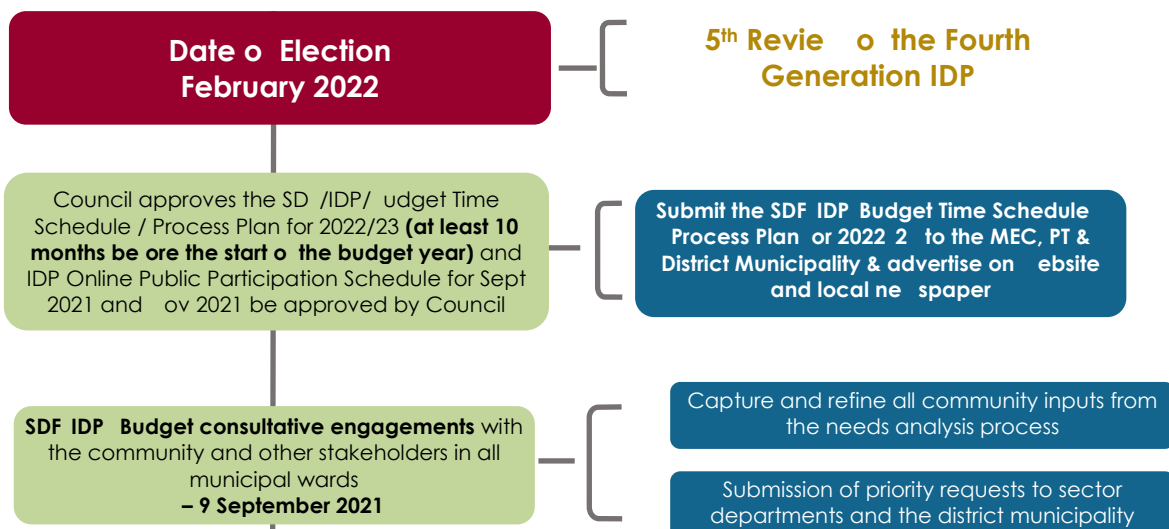 Date o Election
February 2022
5th Revie o the Fourth
Generation IDP
Council approves the SD /IDP/ udget Time
Schedule / Process Plan for 2022/23 (at least 10
months be ore the start o the budget year) and
IDP Online Public Participation Schedule for Sept
2021 and ov 2021 be approved by Council
Submit the SDF IDP Budget Time Schedule
Process Plan or 2022 2 to the MEC, PT &
District Municipality & advertise on ebsite
and local ne spaper
SDF IDP Budget consultative engagements with
the community and other stakeholders in all
municipal wards
– 9 September 2021
Capture and refine all community inputs from
the needs analysis process
Submission of priority requests to sector
departments and the district municipality